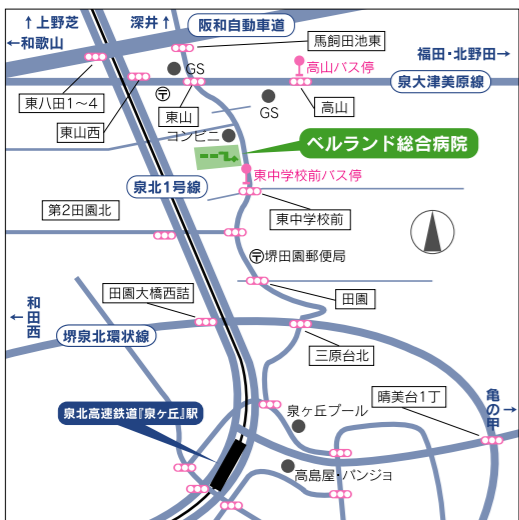 ↑上野芝
深井↑
阪和自動車道
←和歌山
馬飼田池東
福田・北野田→
GS
高山バス停
泉大津美原線
東八田1〜4
〒
東山
GS
高山
東山西
コンビニ
ベルランド総合病院
東中学校前バス停
泉北1号線
第2田園北
東中学校前
〒堺田園郵便局
田園大橋西詰
田園
←和田西
堺泉北環状線
三原台北
晴美台1丁
亀の甲→
泉北高速鉄道『泉ヶ丘』駅
泉ヶ丘プール
高島屋・パンジョ